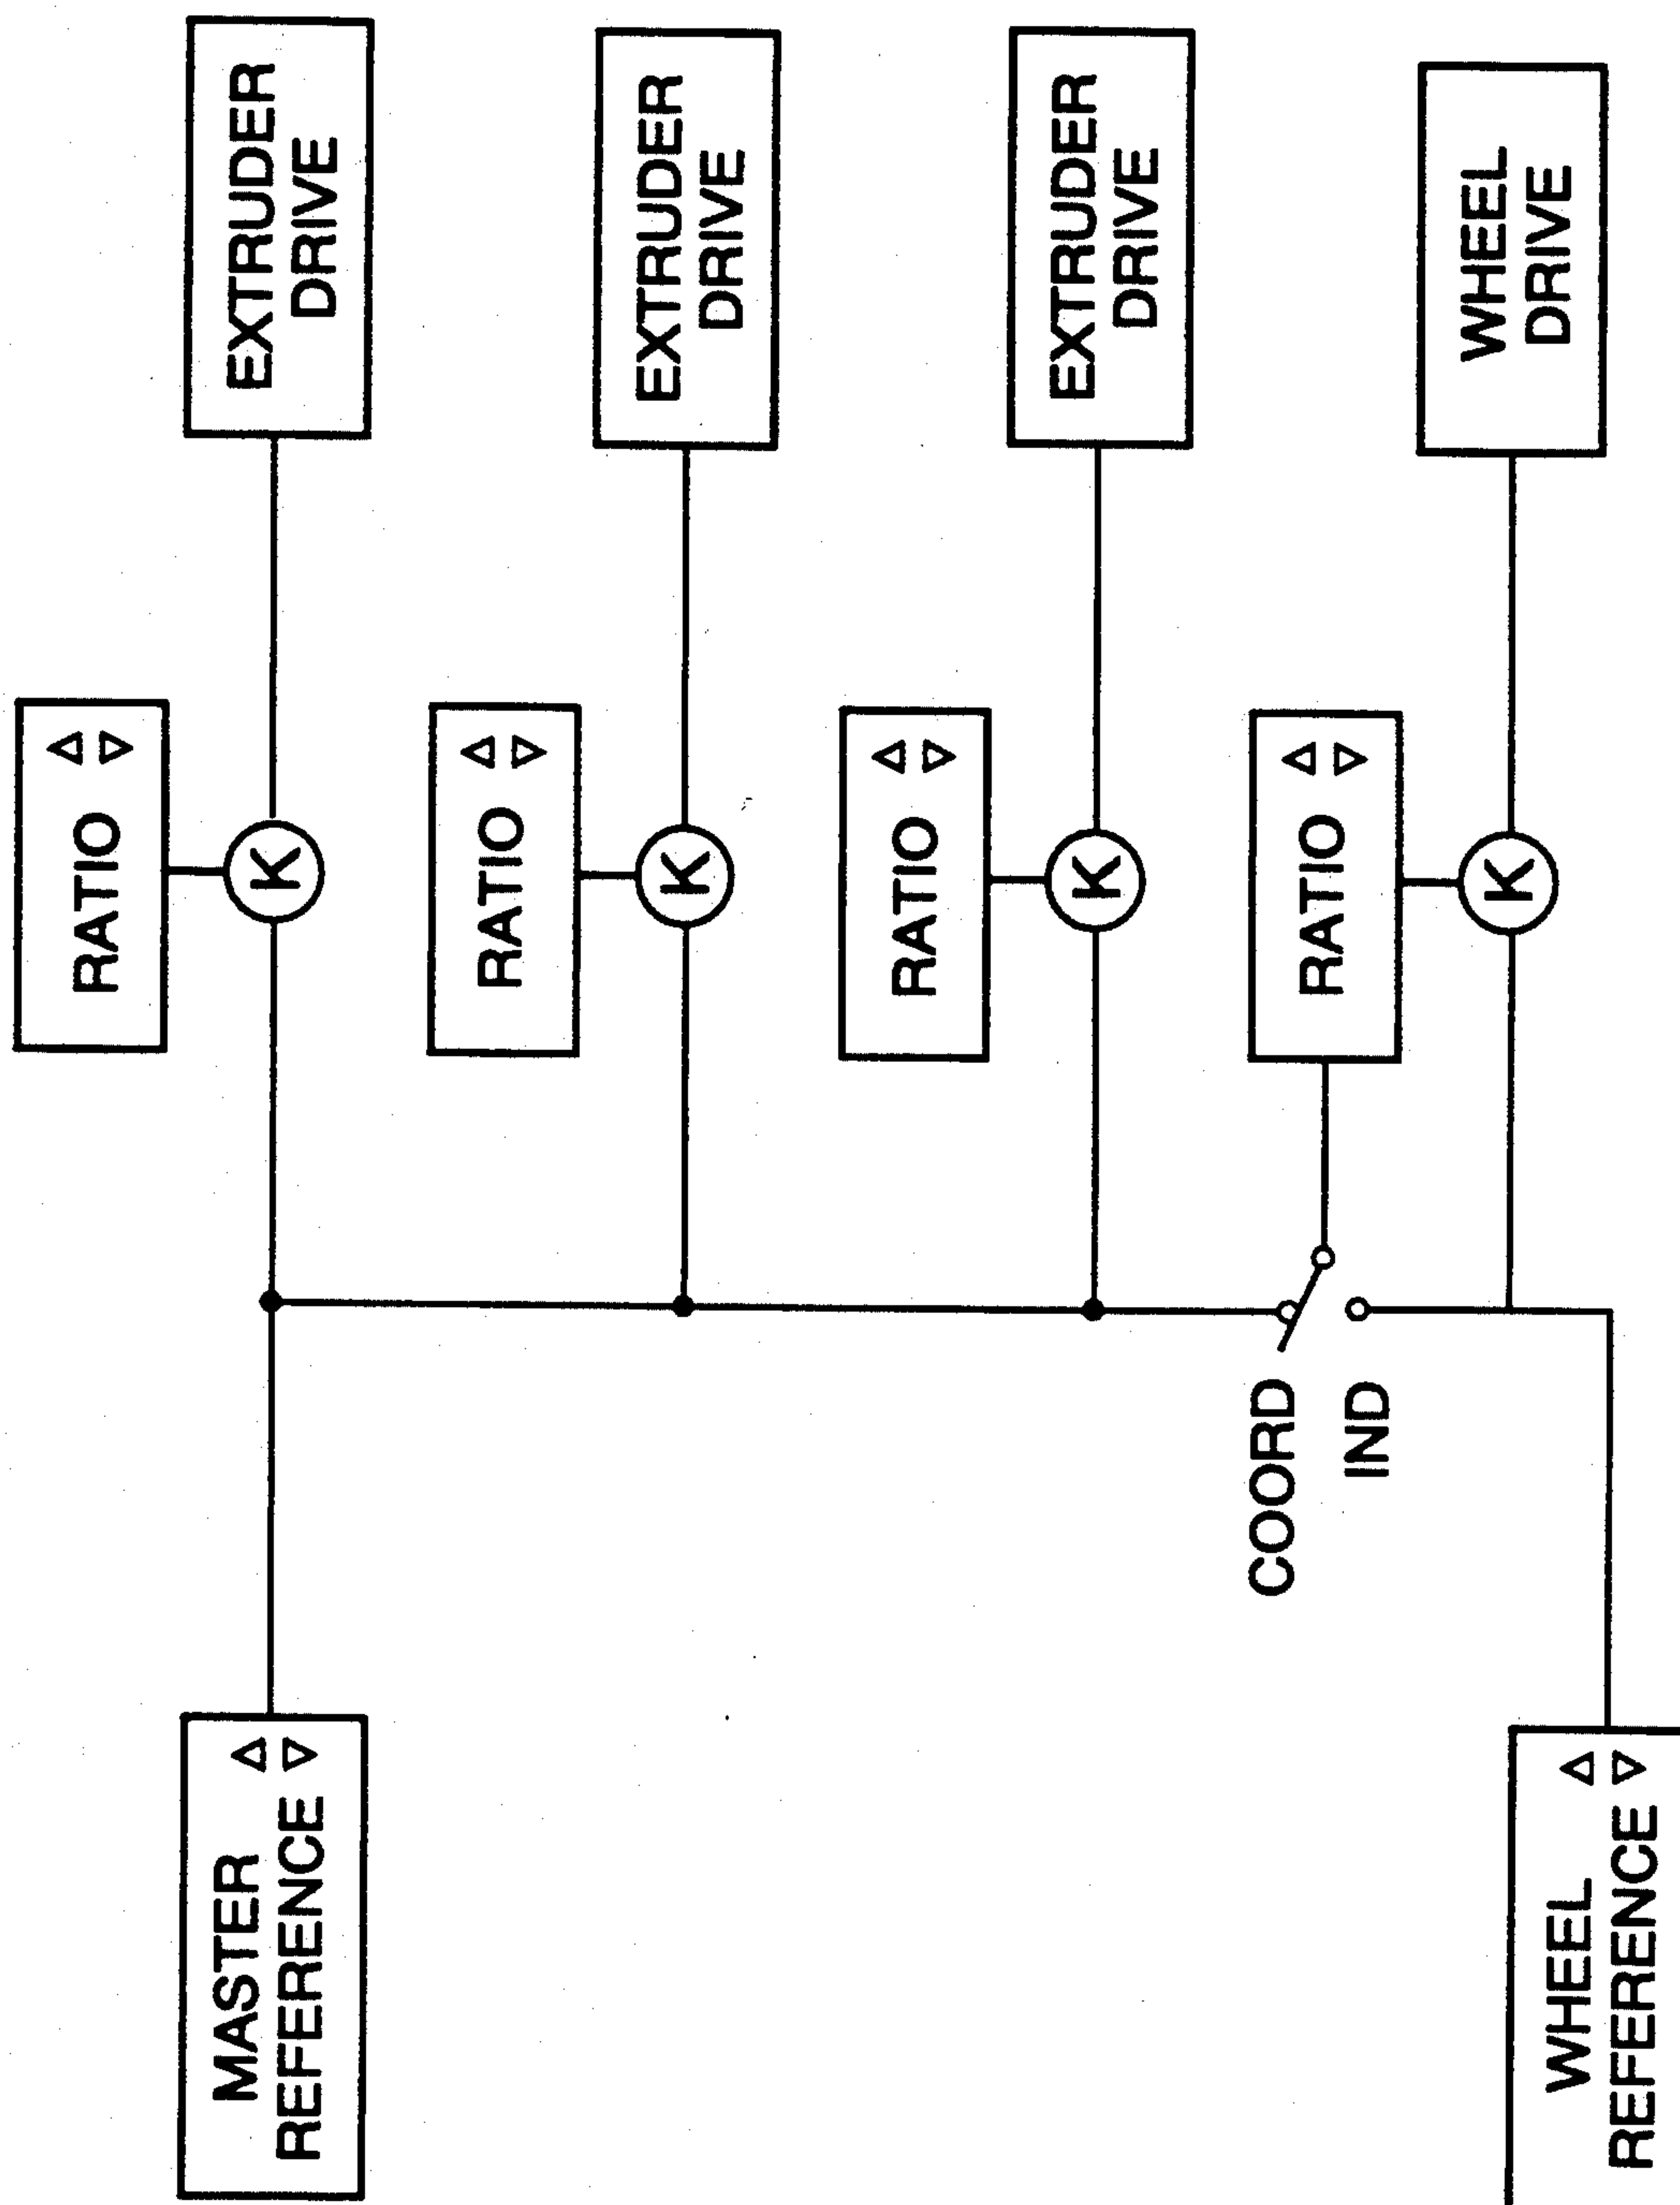 RATIO
MASTER
REFERENCE
K
EXTRUDER
DRIVE
RATIO
K
EXTRUDER
DRIVE
RATIO
K
EXTRUDER
DRIVE
COORD
IND
RATIO
K
WHEEL
DRIVE
WHEEL
REFERENCE